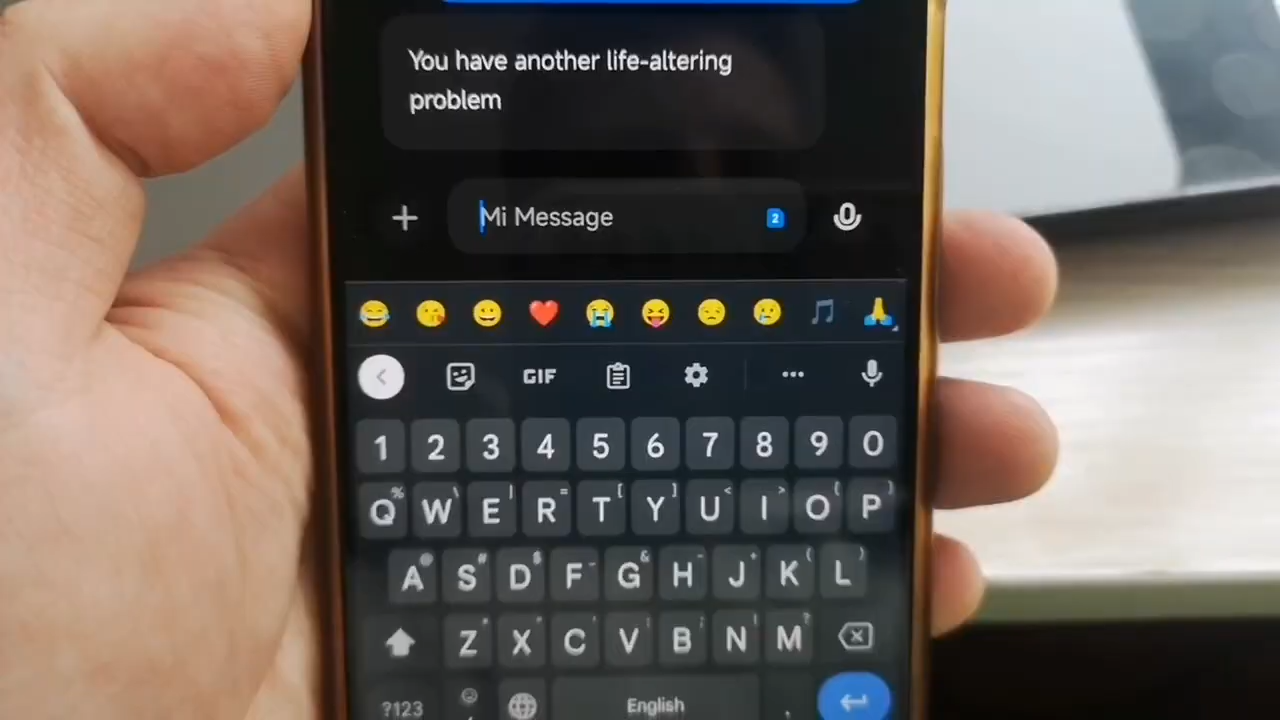 You have another life-altering
problem
Mi Message
2
GIF
1 2 3 4 5 6 7 8 9 0
Q W E R T Y U I O P
A S D F G H J K L
Z X C V B N M
?123 English